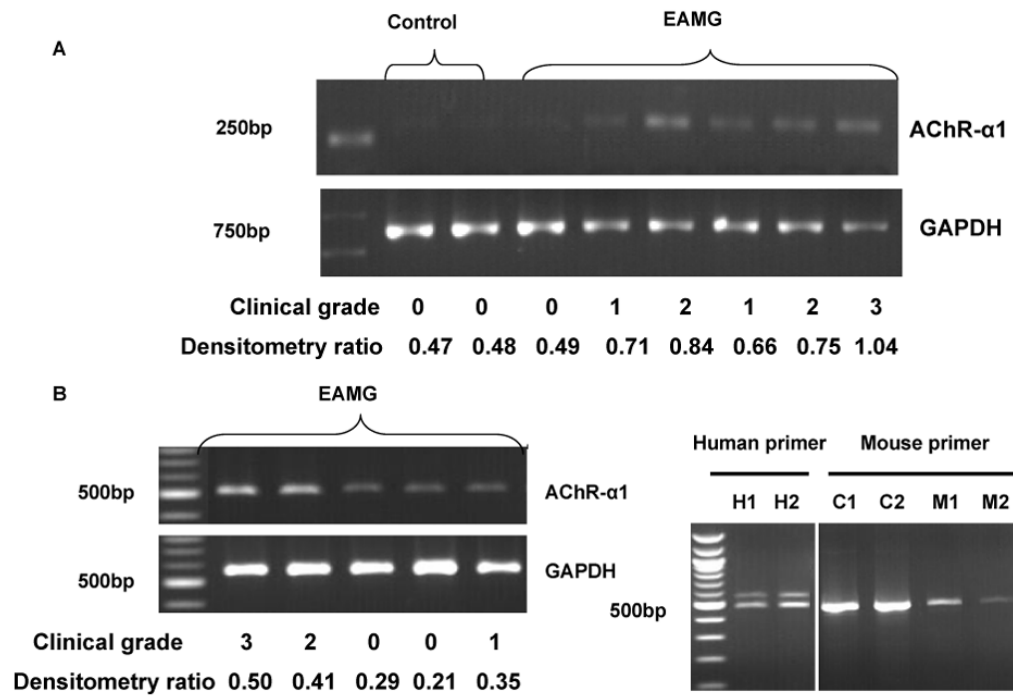 A
Control
EAMG
250bp
AChR-α1
750bp
GAPDH
Clinical grade 0 0 0 1 2 1 2 3
Densitometry ratio 0.47 0.48 0.49 0.71 0.84 0.66 0.75 1.04
B
EAMG
500bp
AChR-α1
500bp
GAPDH
Clinical grade 3 2 0 0 1
Densitometry ratio 0.50 0.41 0.29 0.21 0.35
Human primer Mouse primer
H1 H2 C1 C2 M1 M2
500bp